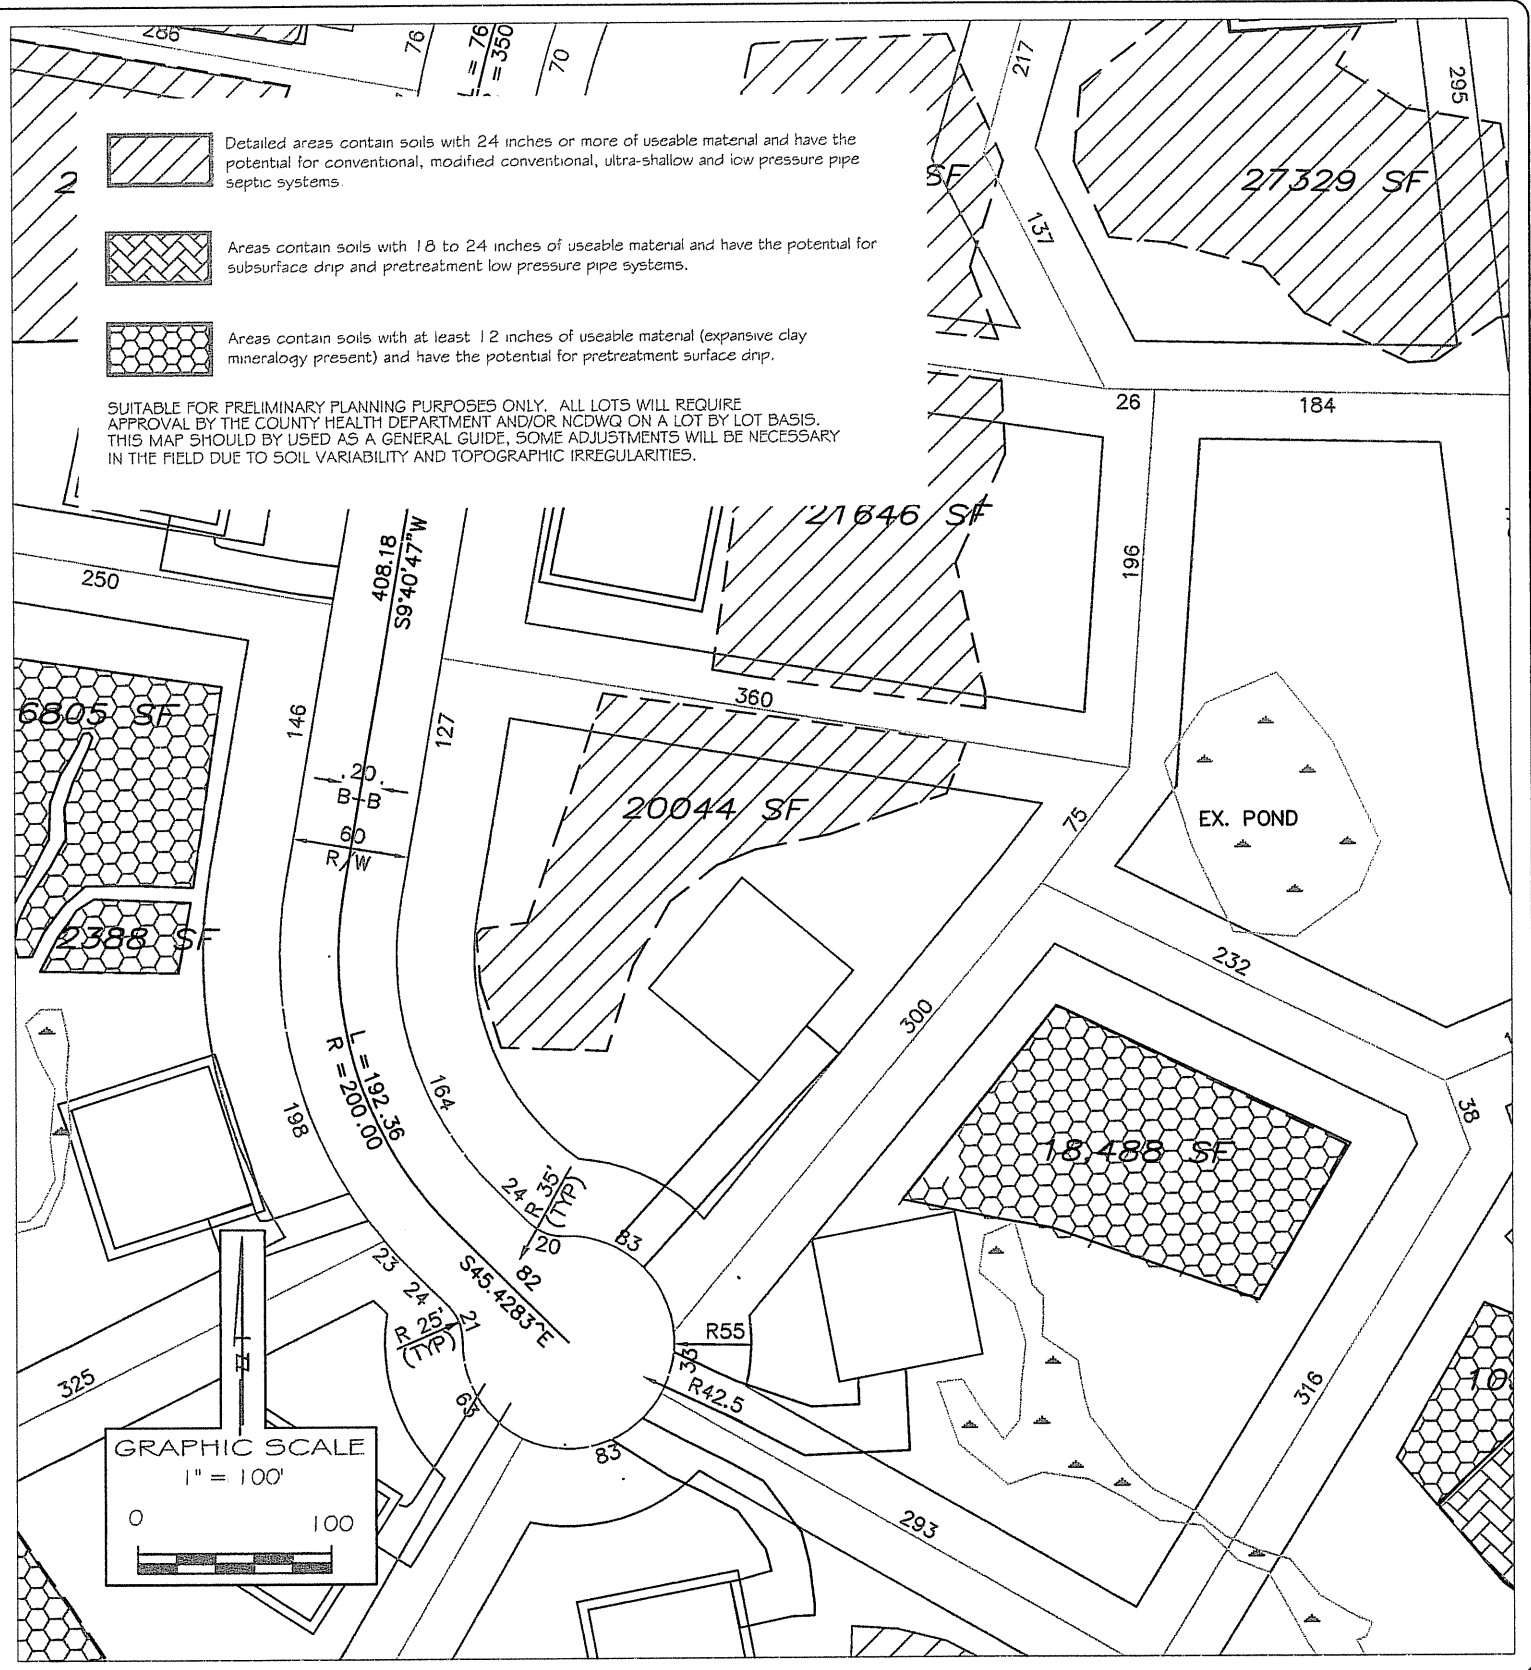 286
76
L = 76
= 350
70
217
295
Detailed areas contain soils with 24 inches or more of useable material and have the
potential for conventional, modified conventional, ultra-shallow and low pressure pipe
septic systems.
2
SF
27329 SF
137
Areas contain soils with 18 to 24 inches of useable material and have the potential for
subsurface drip and pretreatment low pressure pipe systems.
Areas contain soils with at least 12 inches of useable material (expansive clay
mineralogy present) and have the potential for pretreatment surface drip.
SUITABLE FOR PRELIMINARY PLANNING PURPOSES ONLY. ALL LOTS WILL REQUIRE
APPROVAL BY THE COUNTY HEALTH DEPARTMENT AND/OR NCDWQ ON A LOT BY LOT BASIS.
THIS MAP SHOULD BY USED AS A GENERAL GUIDE, SOME ADJUSTMENTS WILL BE NECESSARY
IN THE FIELD DUE TO SOIL VARIABILITY AND TOPOGRAPHIC IRREGULARITIES.
26
184
21646 SF
408.18
S9°40'47"W
196
250
360
6805 SF
146
127
20
B-B
60
R/W
20044 SF
75
EX. POND
2388 SF
232
300
L = 192.36
R = 200.00
164
198
38
18,488 SF
24
R 35'
(TYP)
20
83
82
S45.4283^E
23
24
R 25'
(TYP)
21
R55
33
R42.5
325
63
83
316
10
293
N
GRAPHIC SCALE
1" = 100'
0 100